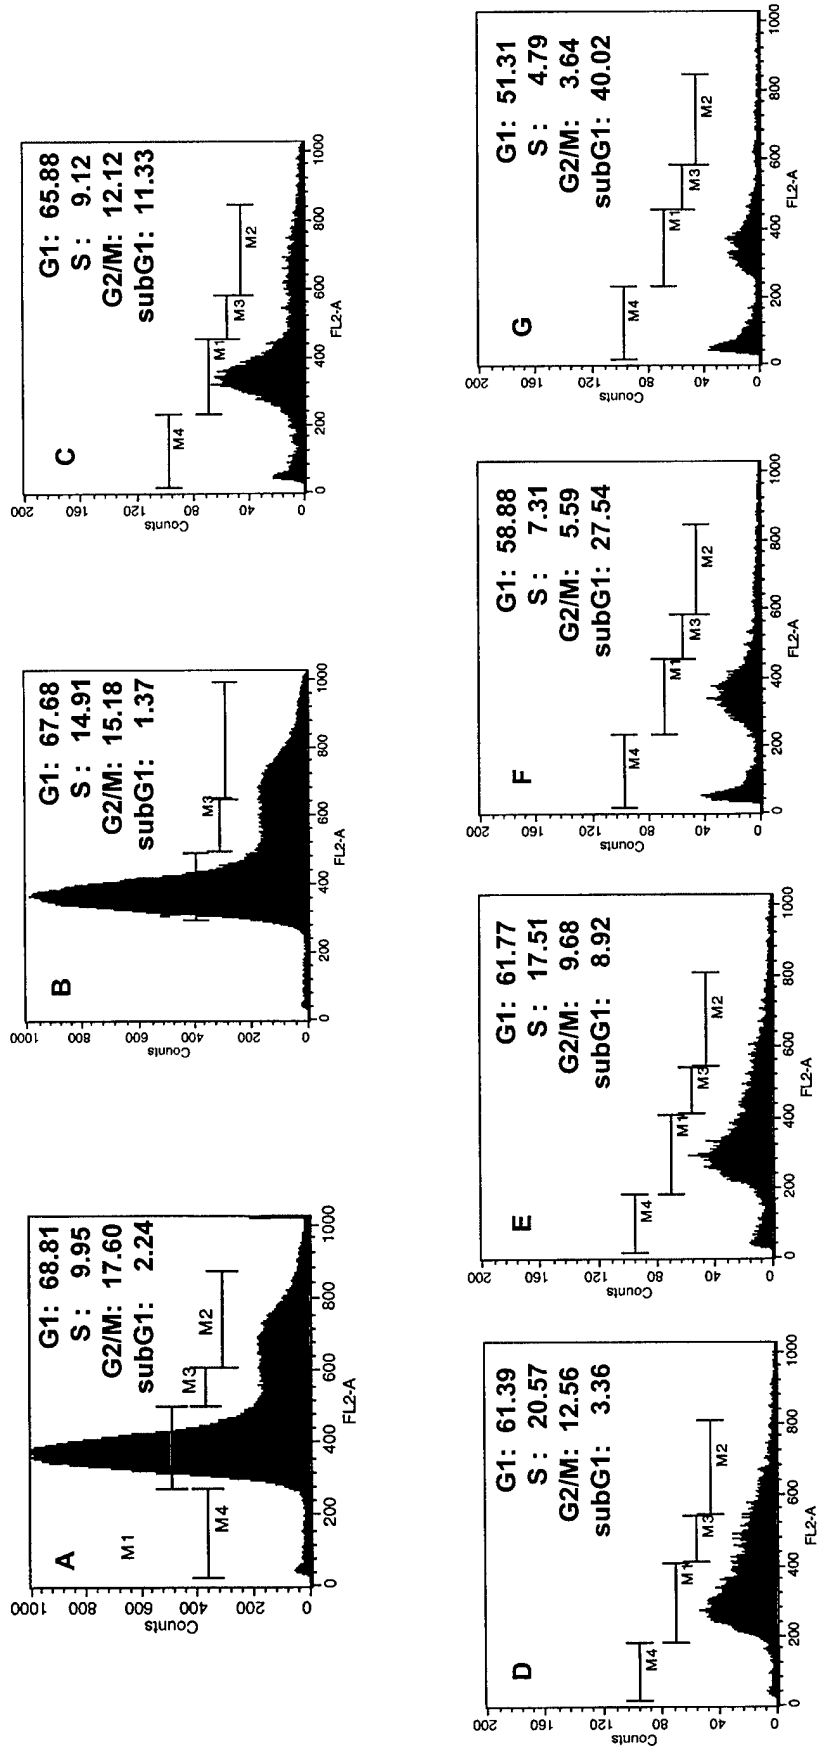 A
G1: 68.81
S : 9.95
G2/M: 17.60
subG1: 2.24
M1
M4
M3
M2
Counts
1000
800
600
400
200
0
0 200 400 600 800 1000
FL2-A
B
G1: 67.68
S : 14.91
G2/M: 15.18
subG1: 1.37
M3
Counts
1000
800
600
400
200
0
0 200 400 600 800 1000
FL2-A
C
G1: 65.88
S : 9.12
G2/M: 12.12
subG1: 11.33
M4
M1
M3
M2
Counts
200
160
120
80
40
0
0 200 400 600 800 1000
FL2-A
D
G1: 61.39
S : 20.57
G2/M: 12.56
subG1: 3.36
M4
M1
M3
M2
Counts
200
160
120
80
40
0
0 200 400 600 800 1000
FL2-A
E
G1: 61.77
S : 17.51
G2/M: 9.68
subG1: 8.92
M4
M1
M3
M2
Counts
200
160
120
80
40
0
0 200 400 600 800 1000
FL2-A
F
G1: 58.88
S : 7.31
G2/M: 5.59
subG1: 27.54
M4
M1
M3
M2
Counts
200
160
120
80
40
0
0 200 400 600 800 1000
FL2-A
G
G1: 51.31
S : 4.79
G2/M: 3.64
subG1: 40.02
M4
M1
M3
M2
Counts
200
160
120
80
40
0
0 200 400 600 800 1000
FL2-A